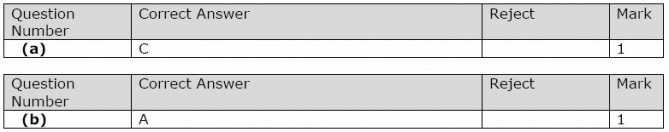 Question Number Correct Answer Reject Mark
(a) C 1
Question Number Correct Answer Reject Mark
(b) A 1